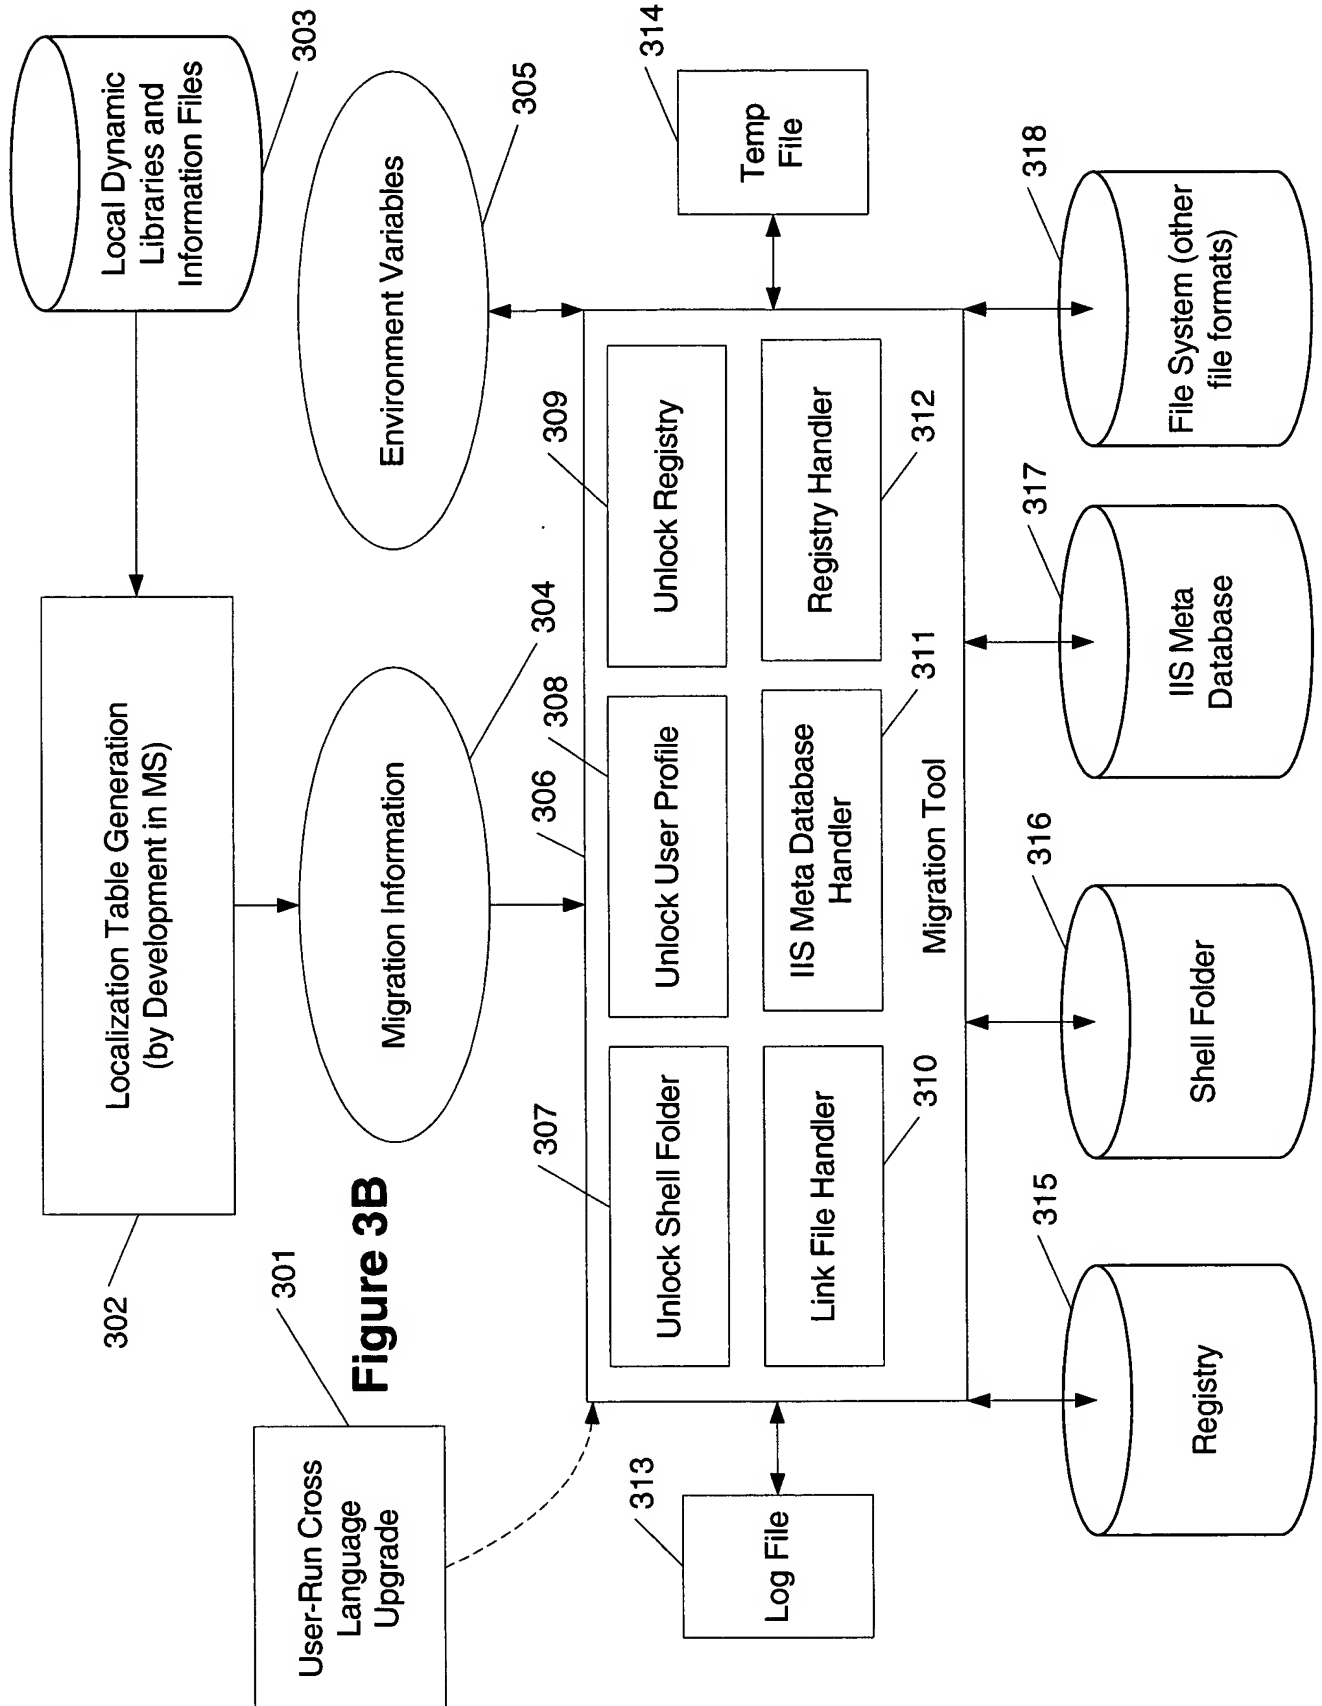 Local Dynamic
Libraries and
Information Files
303
Localization Table Generation
(by Development in MS)
302
Environment Variables
305
Migration Information
304
User-Run Cross
Language
Upgrade
301
Figure 3B
306
Unlock Shell Folder
307
Unlock User Profile
308
Unlock Registry
309
Link File Handler
310
IIS Meta Database
Handler
311
Registry Handler
312
Migration Tool
Log File
313
Temp
File
314
Registry
315
Shell Folder
316
IIS Meta
Database
317
File System (other
file formats)
318